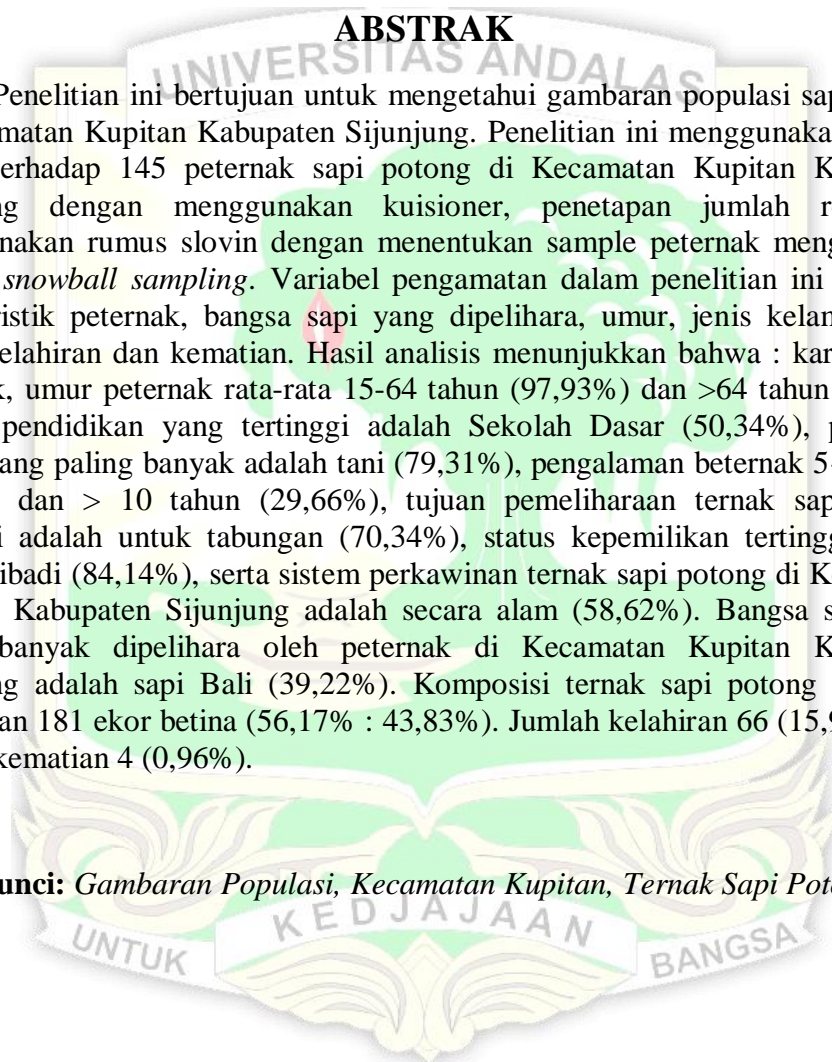 ABSTRAK
UNIVERSITAS ANDALAS
Penelitian ini bertujuan untuk mengetahui gambaran populasi sap
matan Kupitan Kabupaten Sijunjung. Penelitian ini menggunaka
erhadap 145 peternak sapi potong di Kecamatan Kupitan K
ng dengan menggunakan kuisioner, penetapan jumlah r
nakan rumus slovin dengan menentukan sample peternak meng
snowball sampling. Variabel pengamatan dalam penelitian ini
ristik peternak, bangsa sapi yang dipelihara, umur, jenis kelam
elahiran dan kematian. Hasil analisis menunjukkan bahwa : kar
k, umur peternak rata-rata 15-64 tahun (97,93%) dan >64 tahun
pendidikan yang tertinggi adalah Sekolah Dasar (50,34%), p
ang paling banyak adalah tani (79,31%), pengalaman beternak 5-
dan > 10 tahun (29,66%), tujuan pemeliharaan ternak sap
i adalah untuk tabungan (70,34%), status kepemilikan tertingg
ibadi (84,14%), serta sistem perkawinan ternak sapi potong di K
Kabupaten Sijunjung adalah secara alam (58,62%). Bangsa s
banyak dipelihara oleh peternak di Kecamatan Kupitan K
ng adalah sapi Bali (39,22%). Komposisi ternak sapi potong
an 181 ekor betina (56,17% : 43,83%). Jumlah kelahiran 66 (15,9
kematian 4 (0,96%).
unci: Gambaran Populasi, Kecamatan Kupitan, Ternak Sapi Pot
UNTUK KEDJAJAAN BANGSA